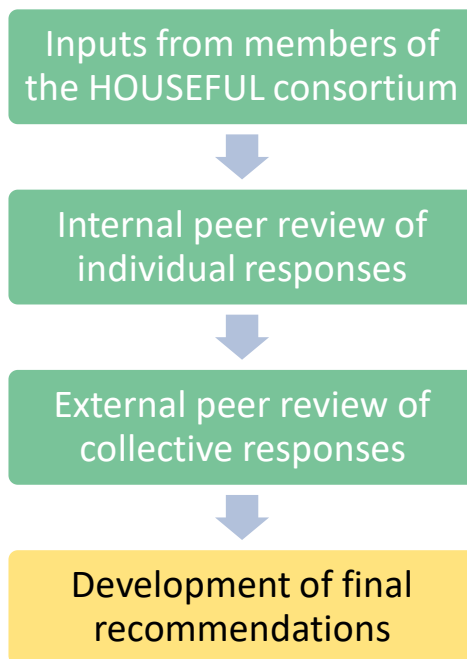 Inputs from members of
the HOUSEFUL consortium
Internal peer review of
individual responses
External peer review of
collective responses
Development of final
recommendations